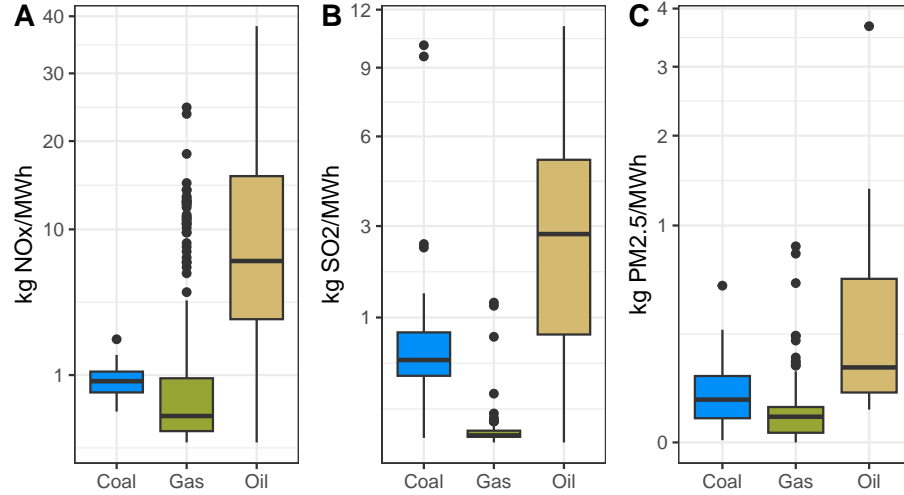 A
kg NOx/MWh
40
30
20
10
1
Coal Gas Oil
B
kg SO2/MWh
12
9
6
3
1
Coal Gas Oil
C
kg PM2.5/MWh
4
3
2
1
0
Coal Gas Oil